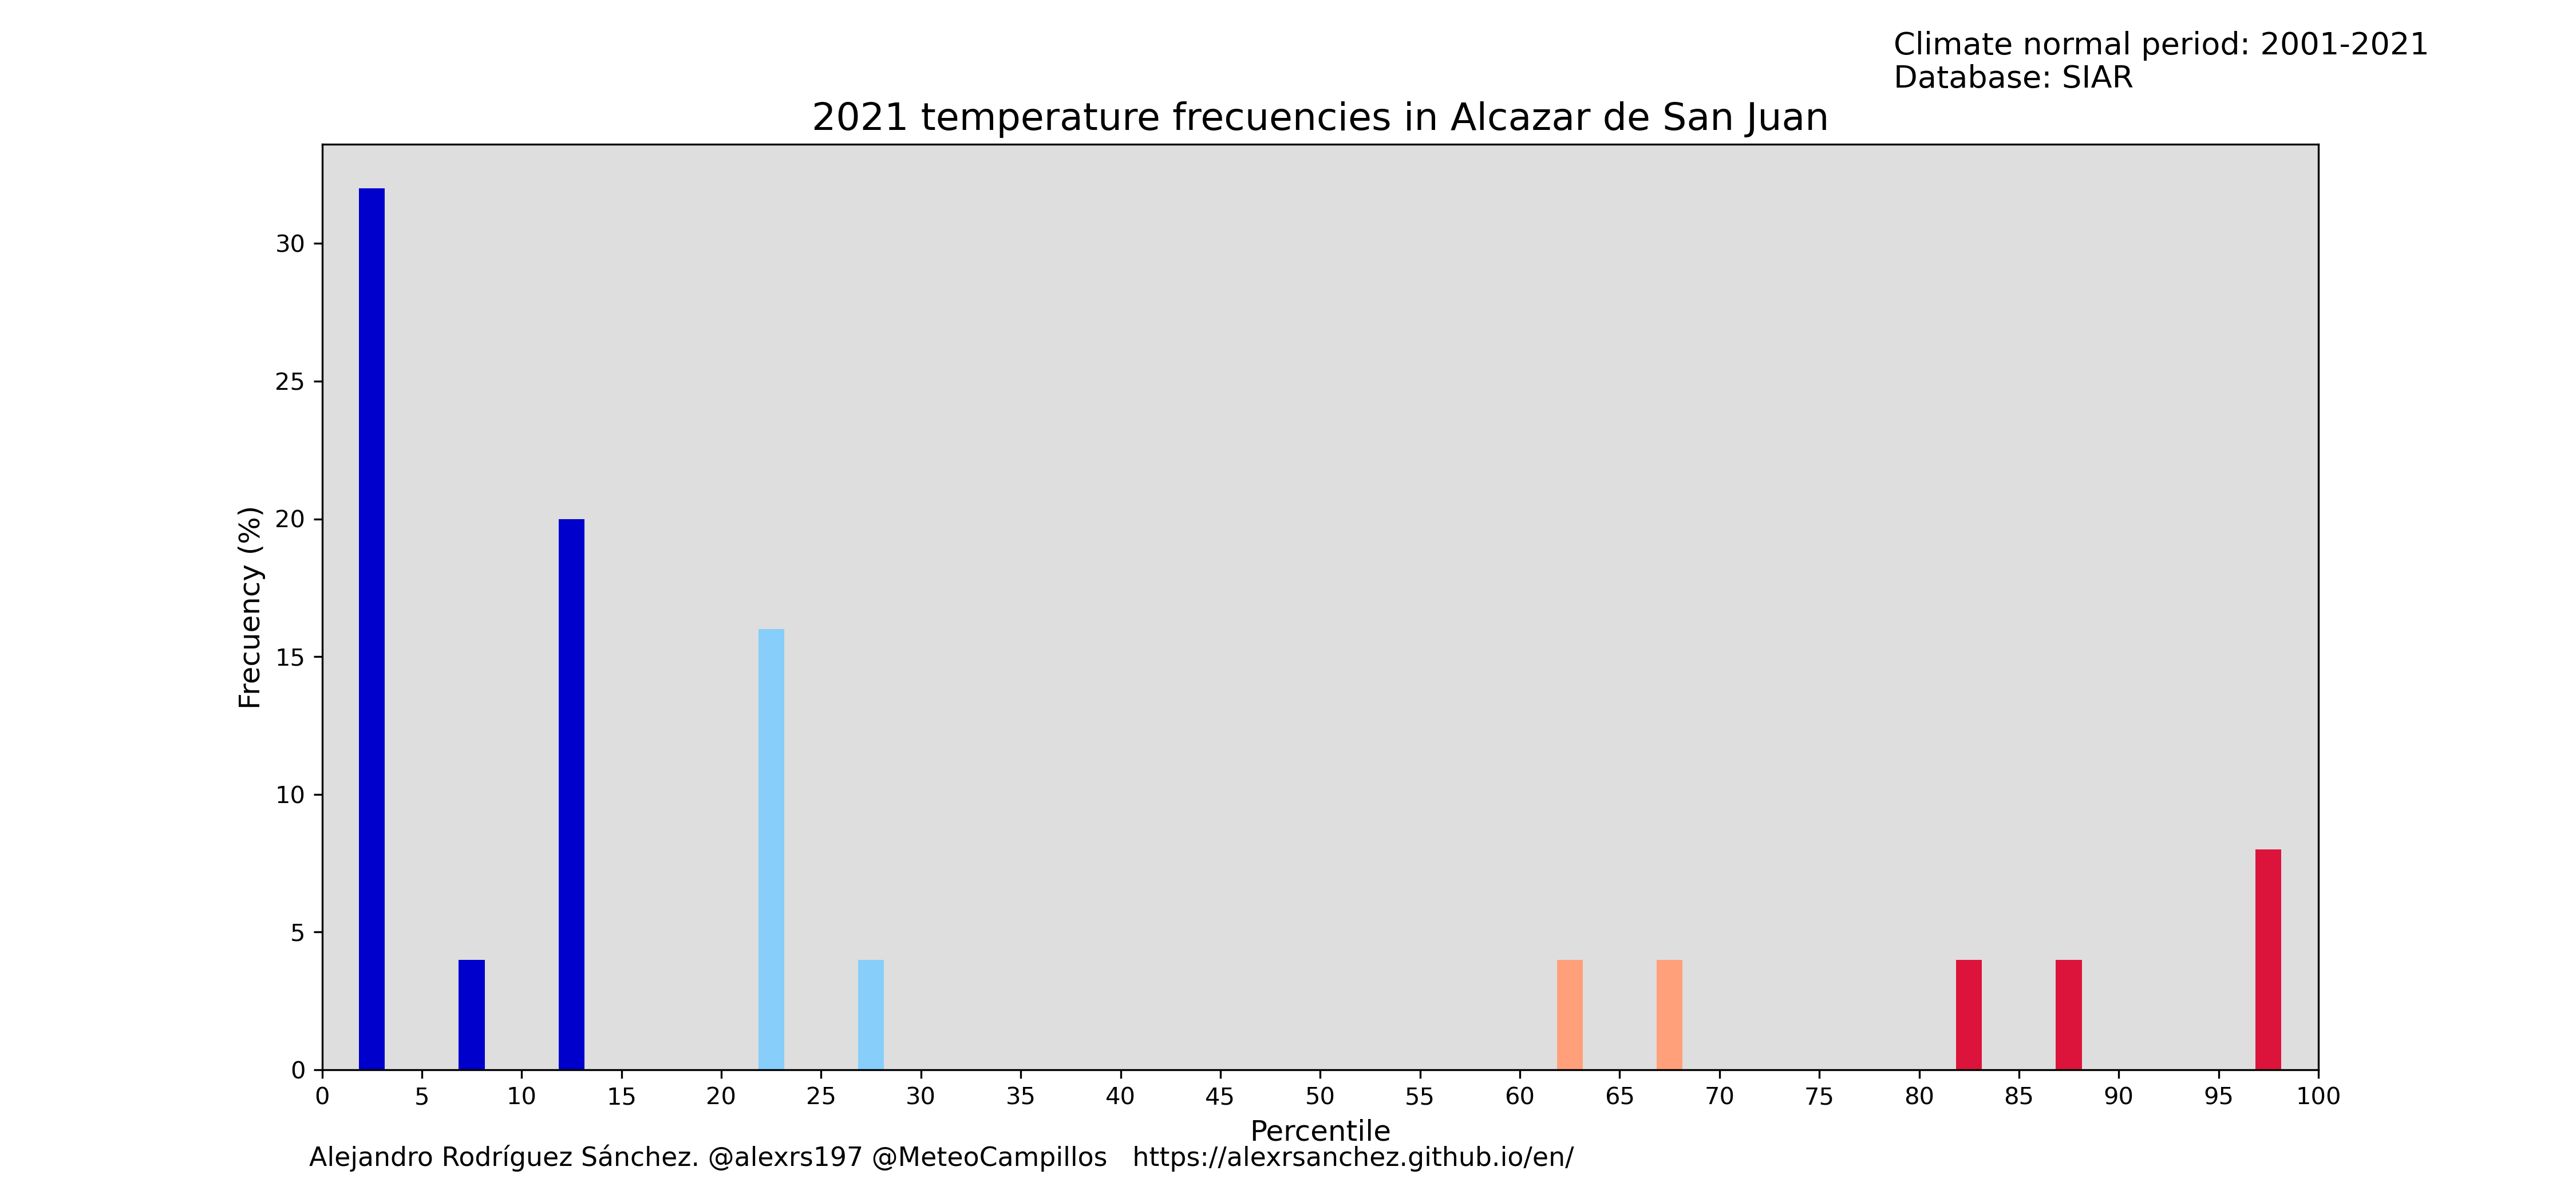 Climate normal period: 2001-2021
Database: SIAR
2021 temperature frecuencies in Alcazar de San Juan
Frecuency (%)
30
25
20
15
10
5
0
0 5 10 15 20 25 30 35 40 45 50 55 60 65 70 75 80 85 90 95 100
Percentile
Alejandro Rodríguez Sánchez. @alexrs197 @MeteoCampillos https://alexrsanchez.github.io/en/